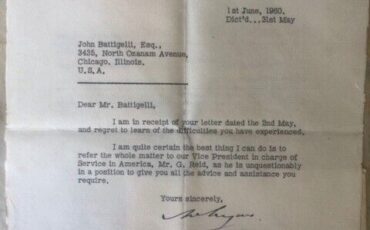 1st June, 1960.
Dict'd...31st May
John Battigelli, Esq.,
3435, North Ozanam Avenue,
Chicago. Illinois.
U.S.A.
Dear Mr. Battigelli,
I am in receipt of your letter dated the 2nd May,
and regret to learn of the difficulties you have experienced.
I am quite certain the best thing I can do is to
refer the whole matter to our Vice President in charge of
Service in America, Mr. G. Reid, as he is unquestionably
in a position to give you all the advice and assistance you
require.
Yours sincerely,